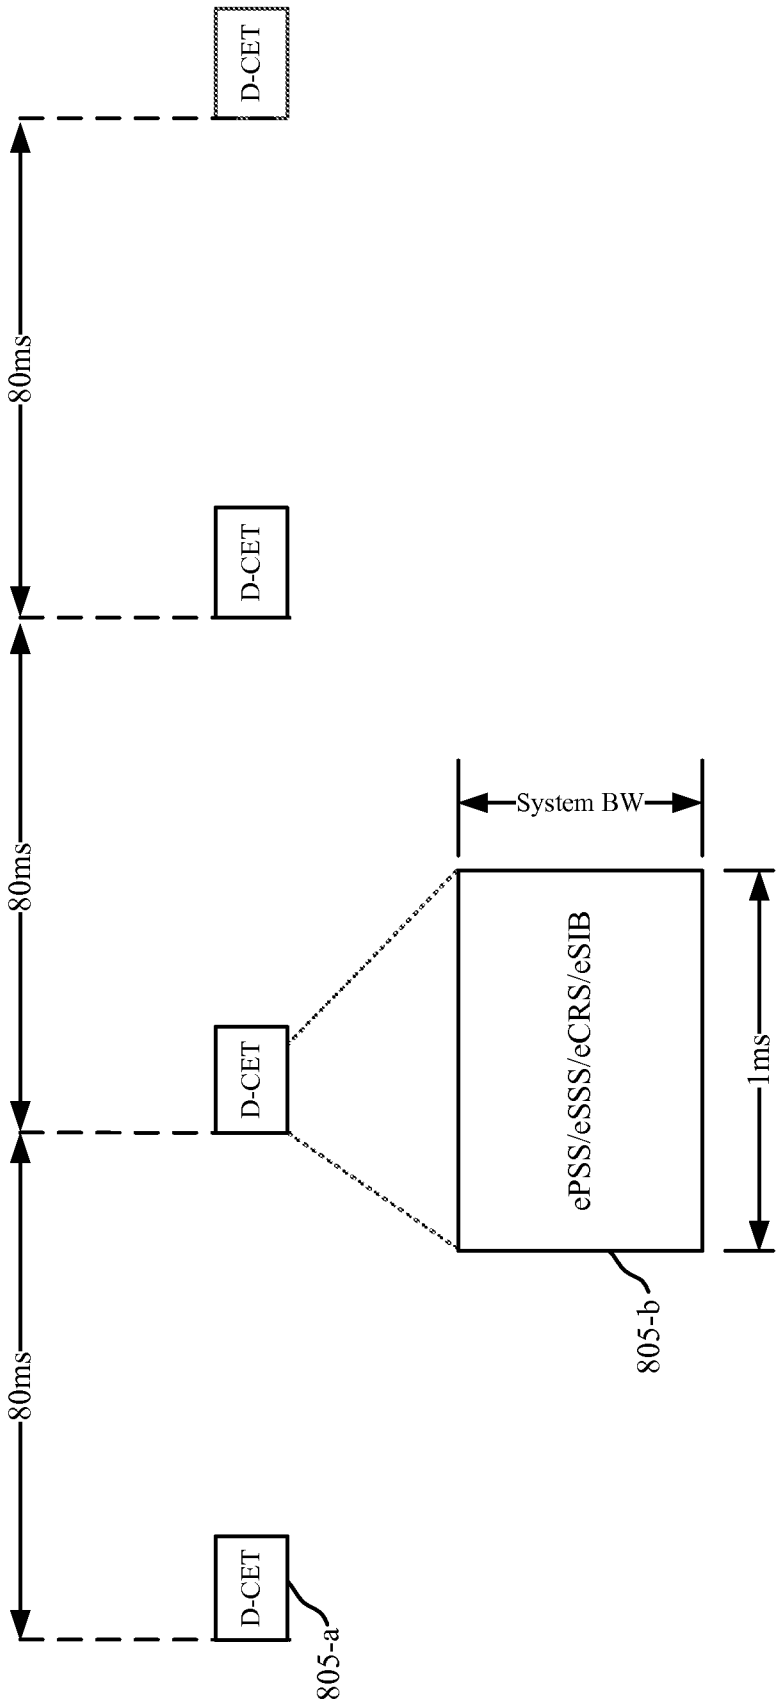 80ms
80ms
80ms
D-CET
D-CET
D-CET
D-CET
805-a
ePSS/eSSS/eCRS/eSIB
System BW
805-b
1ms